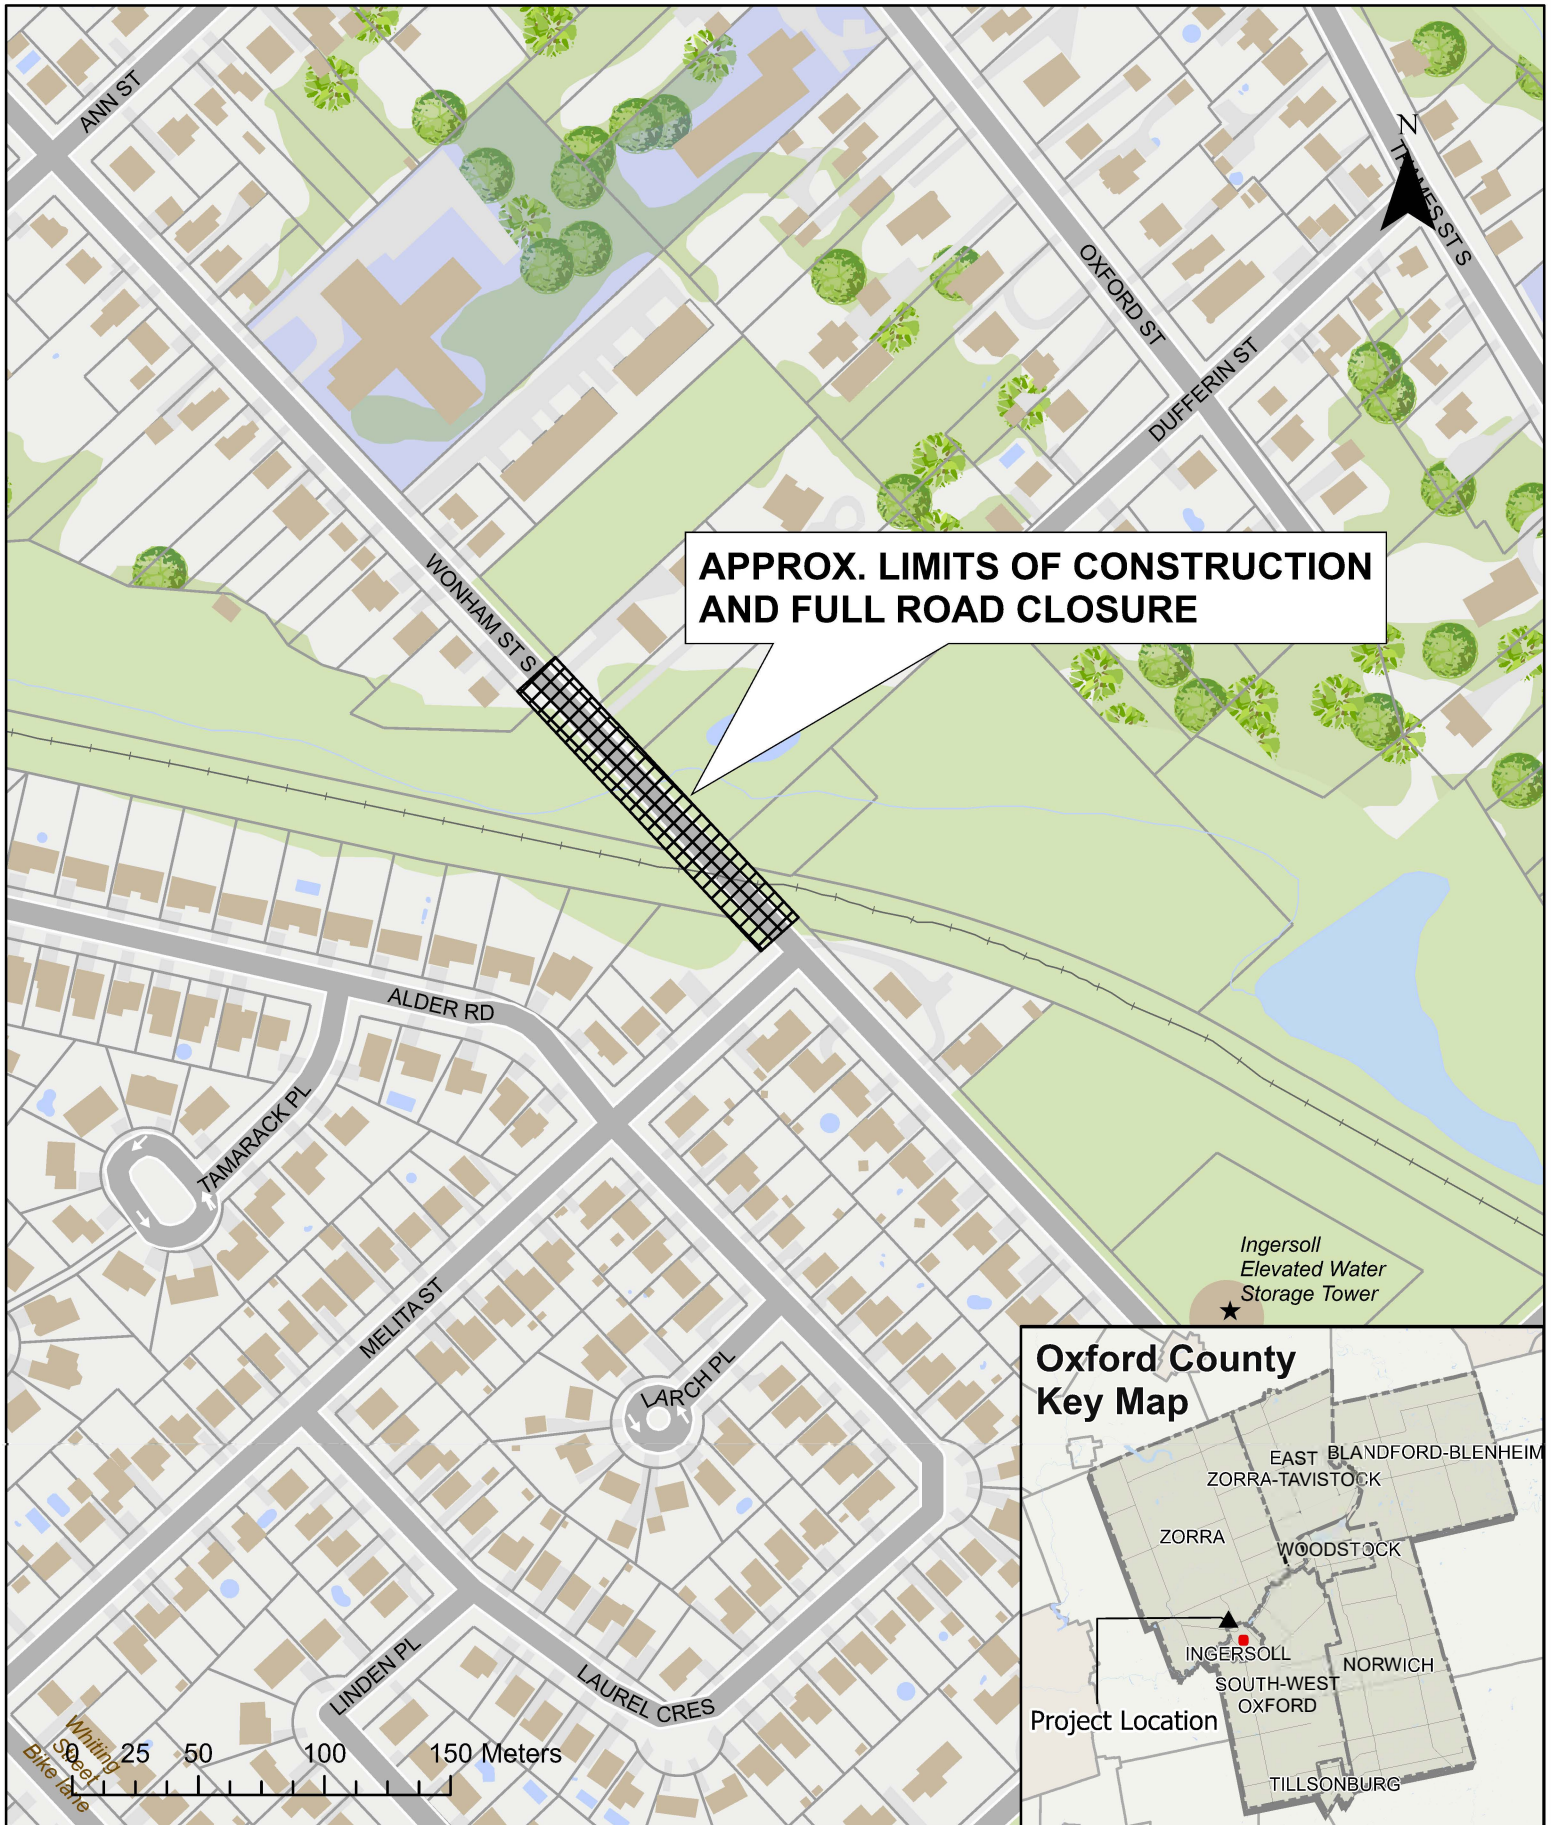 ANN ST
N
THAMES ST S
OXFORD ST
DUFFERIN ST
WONHAM ST S
APPROX. LIMITS OF CONSTRUCTION
AND FULL ROAD CLOSURE
ALDER RD
TAMARACK PL
MELITA ST
LARCH PL
Ingersoll
Elevated Water
Storage Tower
LINDEN PL
LAUREL CRES
Whiting
Street
Bike lane
0 25 50 100 150 Meters
Oxford County
Key Map
EAST
ZORRA-TAVISTOCK
BLANDFORD-BLENHEIM
ZORRA
WOODSTOCK
INGERSOLL
NORWICH
SOUTH-WEST
OXFORD
Project Location
TILLSONBURG